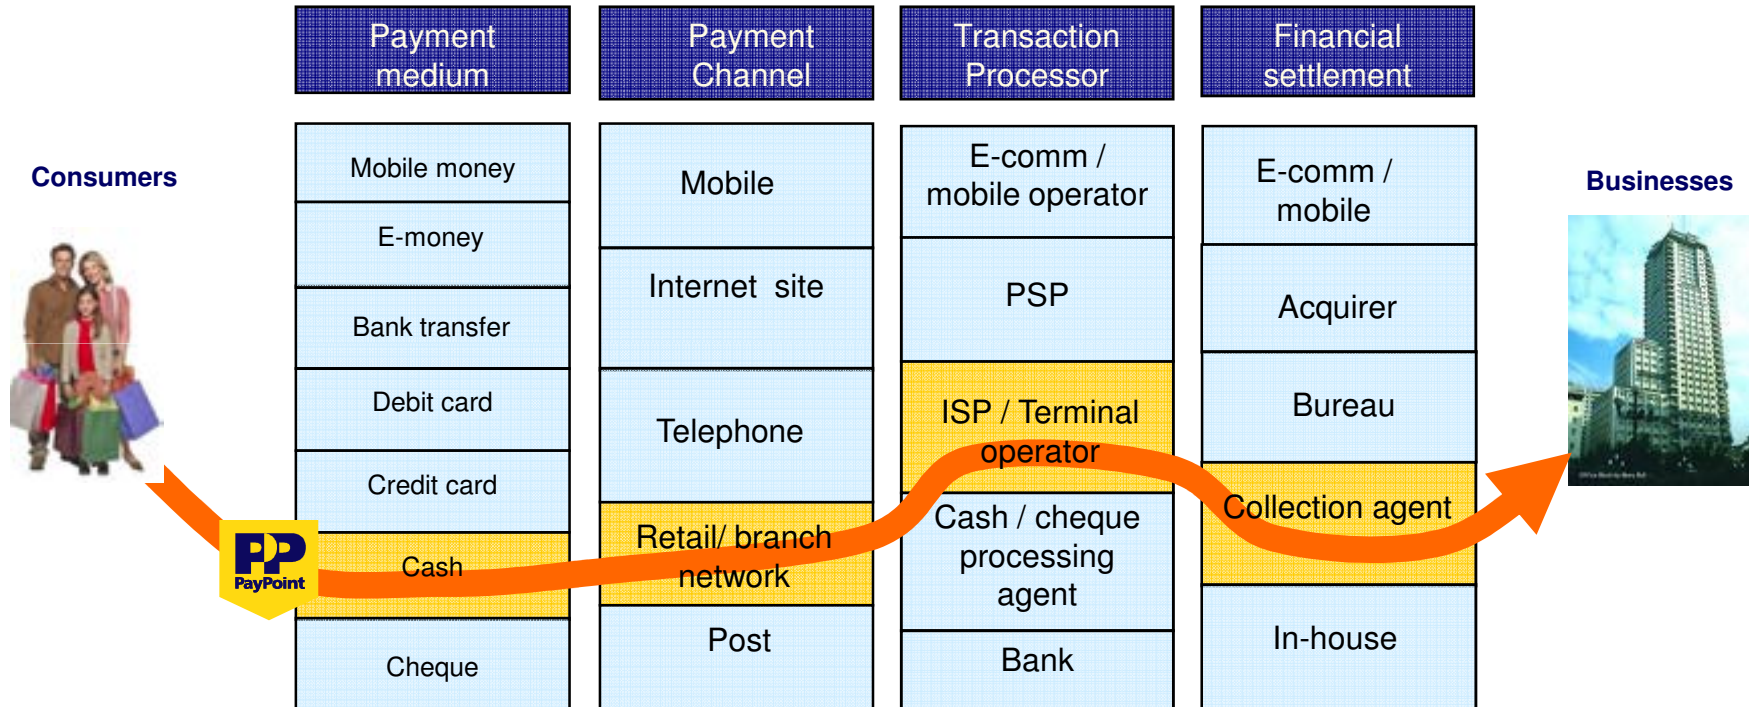 Payment
medium
Payment
Channel
Transaction
Processor
Financial
settlement
Consumers
Mobile money
E-money
Bank transfer
Debit card
Credit card
Cash
Cheque
Mobile
Internet site
Telephone
Retail/ branch
network
Post
E-comm /
mobile operator
PSP
ISP / Terminal
operator
Cash / cheque
processing
agent
Bank
E-comm /
mobile
Acquirer
Bureau
Collection agent
In-house
Businesses
PP
PayPoint